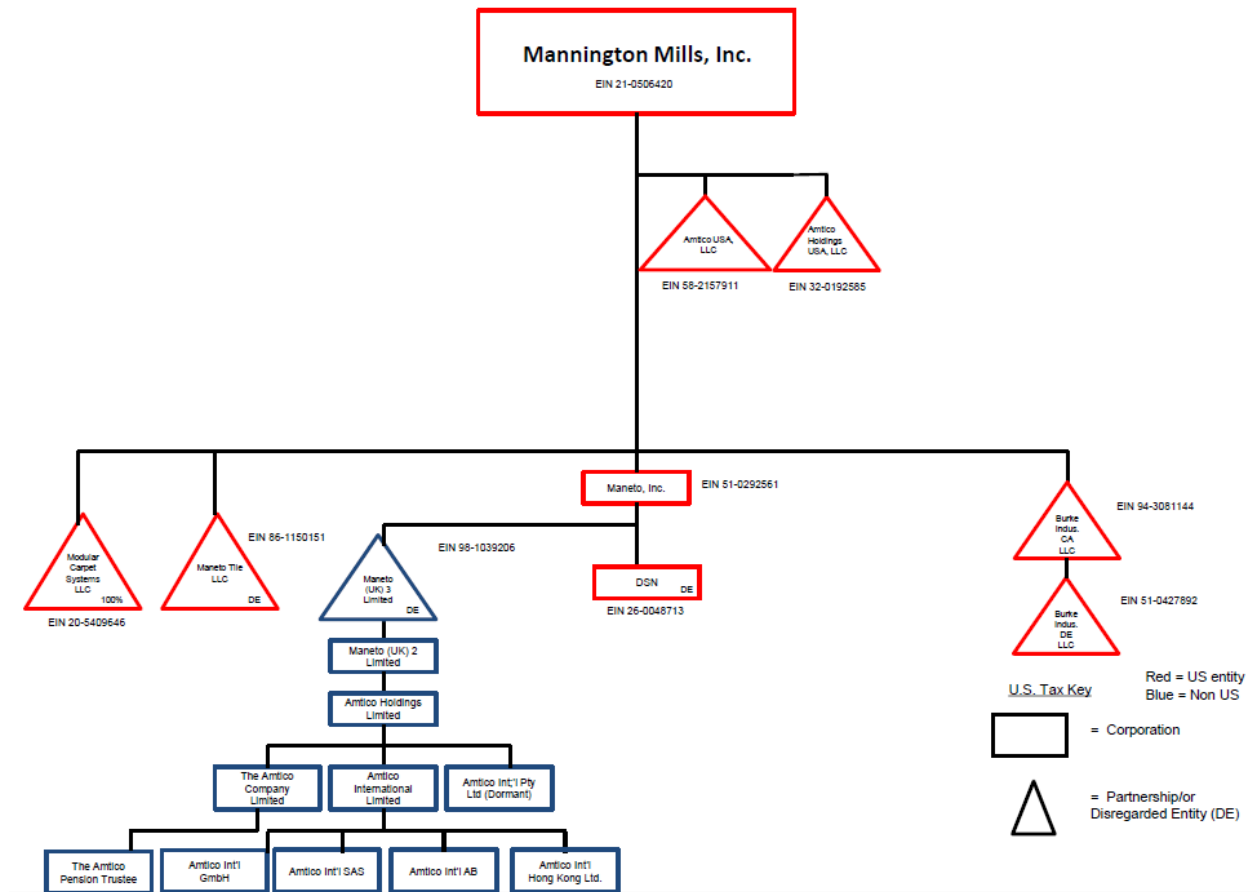 Mannington Mills, Inc.
EIN 21-0506420
Amtico USA,
LLC
EIN 58-2157911
Amtico
Holdings
USA, LLC
EIN 32-0192585
Modular
Carpet
Systems
LLC
100%
EIN 20-5409646
EIN 86-1150151
Maneto Tile
LLC
DE
Maneto, Inc.
EIN 51-0292561
EIN 98-1039206
Maneto
(UK) 3
Limited
DE
DSN
DE
EIN 26-0048713
EIN 94-3081144
Burke
Indus.
CA
LLC
EIN 51-0427892
Burke
Indus.
DE
LLC
Maneto (UK) 2
Limited
Amtico Holdings
Limited
The Amtico
Company
Limited
Amtico
International
Limited
Amtico Int;'l Pty
Ltd (Dormant)
The Amtico
Pension Trustee
Amtico Int'l
GmbH
Amtico Int'l SAS
Amtico Int'l AB
Amtico Int'l
Hong Kong Ltd.
U.S. Tax Key
Red = US entity
Blue = Non US
= Corporation
= Partnership/or
Disregarded Entity (DE)